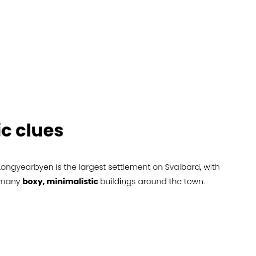 ic clues
Longyearbyen is the largest settlement on Svalbard, with
many boxy, minimalistic buildings around the town.